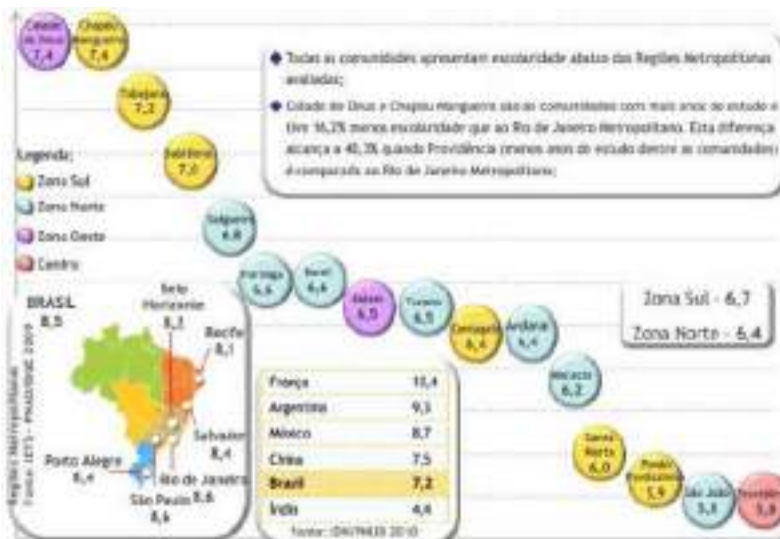 Cidade de Deus
7,4
Chapéu Mangueira
7,4
Tabajara
7,2
Babilônia
7,0
◆ Todas as comunidades apresentam escolaridade abaixo das Regiões Metropolitanas
avaliadas;
◆ Cidade de Deus e Chapéu Mangueira são as comunidades com mais anos de estudo e
têm 16,2% menos escolaridade que ao Rio de Janeiro Metropolitano. Esta diferença
alcança a 40,3% quando Providência (menos anos de estudo dentre as comunidades)
é comparada ao Rio de Janeiro Metropolitano;
Legenda:
Zona Sul
Zona Norte
Zona Oeste
Centro
Salgueiro
6,8
Formiga
6,6
Borel
6,6
6,5
Turano
6,5
Cantagalo
6,4
Andaraí
6,4
Macacos
6,2
Santa Marta
6,0
Pavão Pavãozinho
5,9
São João
5,8
Providência
5,8
Zona Sul - 6,7
Zona Norte - 6,4
BRASIL
8,5
Belo Horizonte
Recife
8,1
Salvador
8,4
Rio de Janeiro
8,6
São Paulo
8,6
Porto Alegre
8,4
Regiões Metropolitanas
França 10,4
Argentina 9,3
México 8,7
China 7,5
Brazil 7,2
Índia 4,4